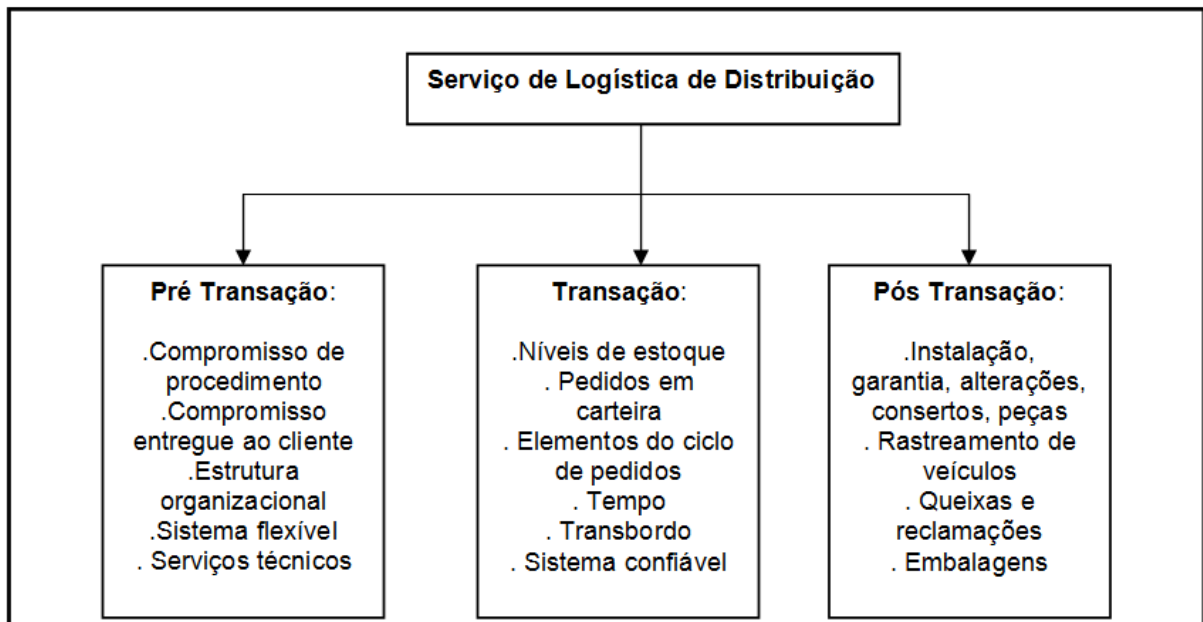 Serviço de Logística de Distribuição
Pré Transação:
.Compromisso de
procedimento
.Compromisso
entregue ao cliente
.Estrutura
organizacional
.Sistema flexível
. Serviços técnicos
Transação:
.Níveis de estoque
. Pedidos em
carteira
. Elementos do ciclo
de pedidos
. Tempo
. Transbordo
. Sistema confiável
Pós Transação:
.Instalação,
garantia, alterações,
consertos, peças
. Rastreamento de
veículos
. Queixas e
reclamações
. Embalagens